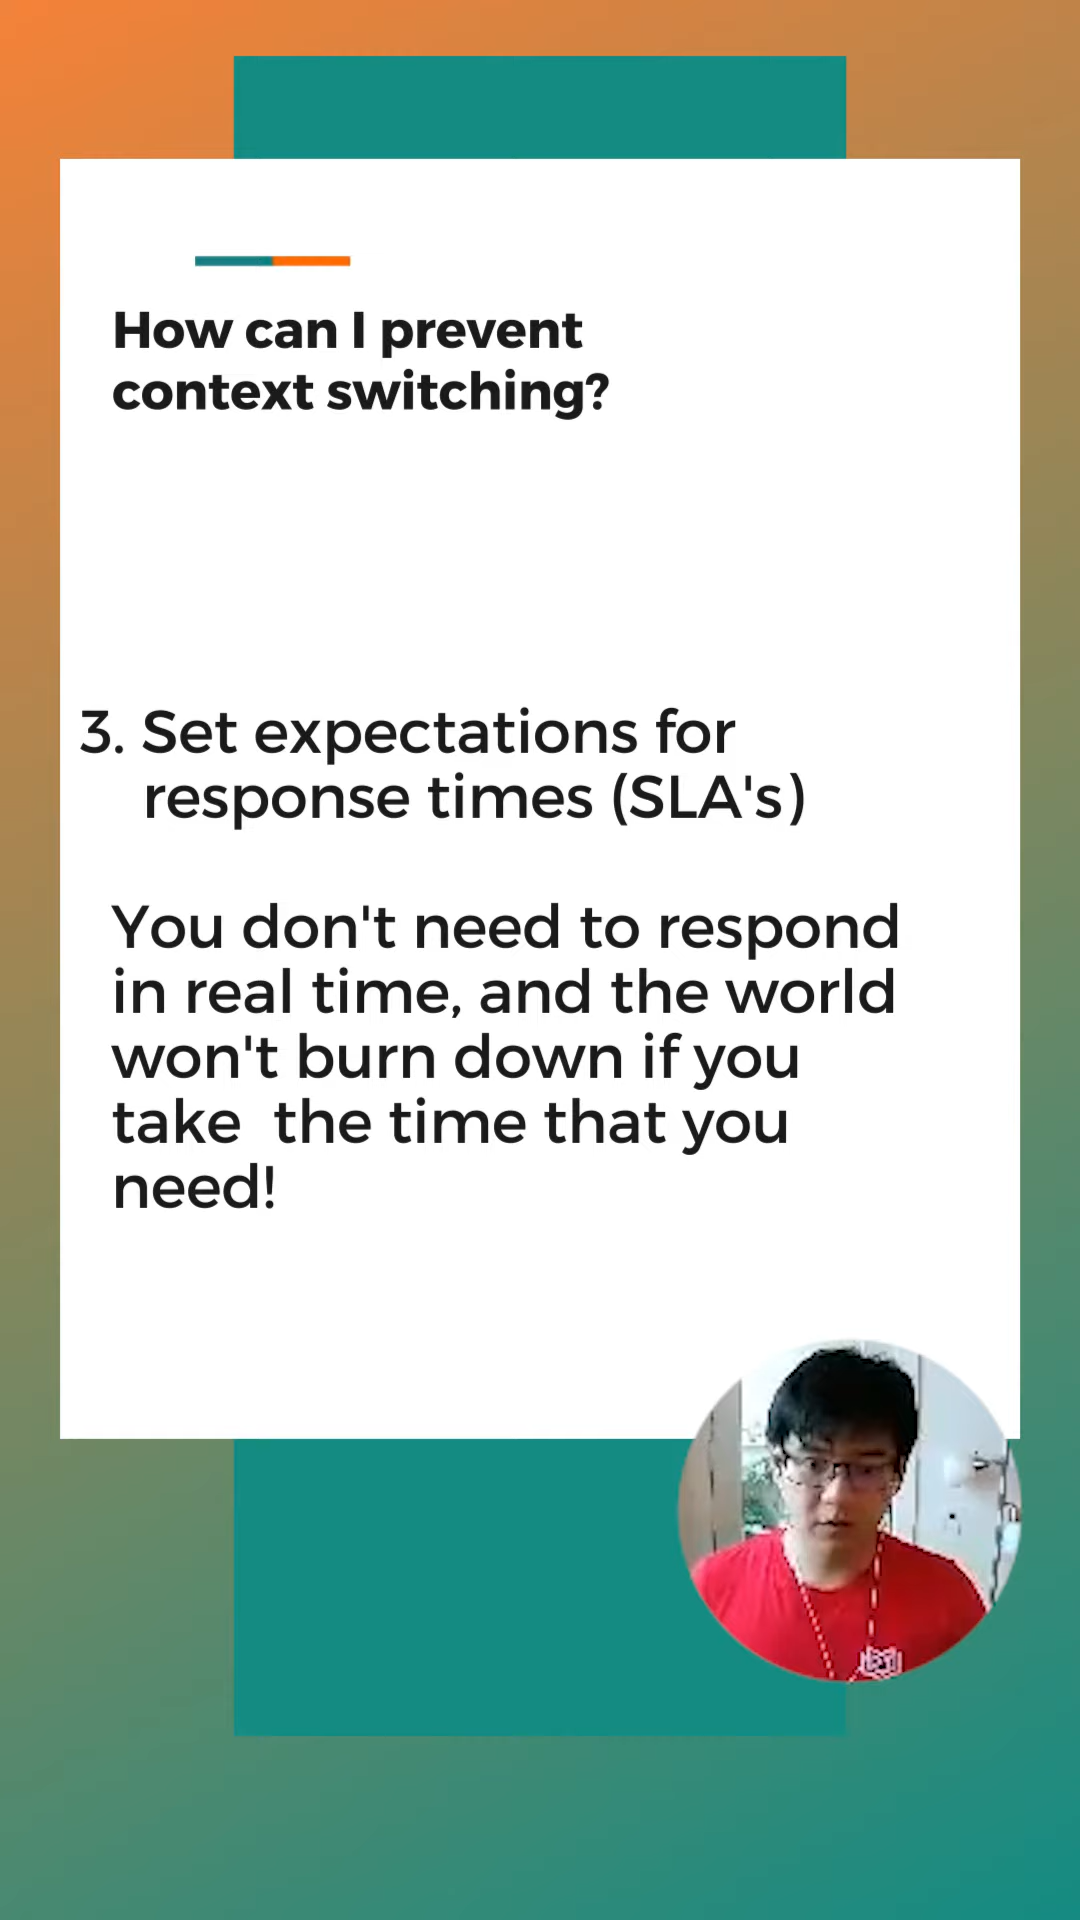 How can I prevent
context switching?
3. Set expectations for
response times (SLA's)
You don't need to respond
in real time, and the world
won't burn down if you
take  the time that you
need!